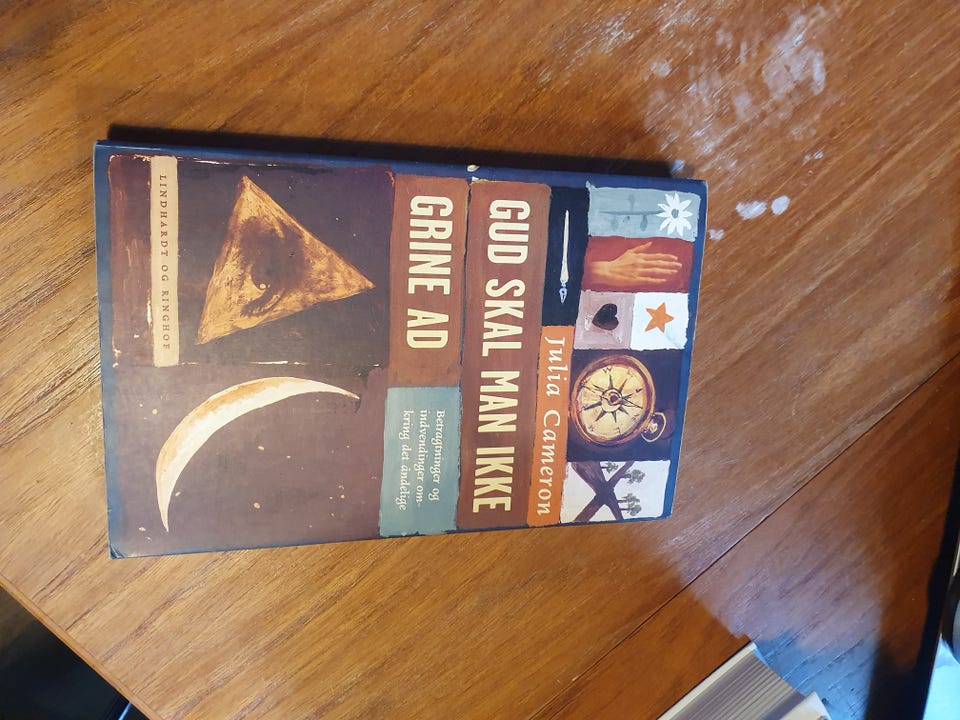 Julia Cameron
GUD SKAL MAN IKKE
GRINE AD
Betragtninger og
indvendinger om-
kring det åndelige
LINDHARDT OG RINGHOF